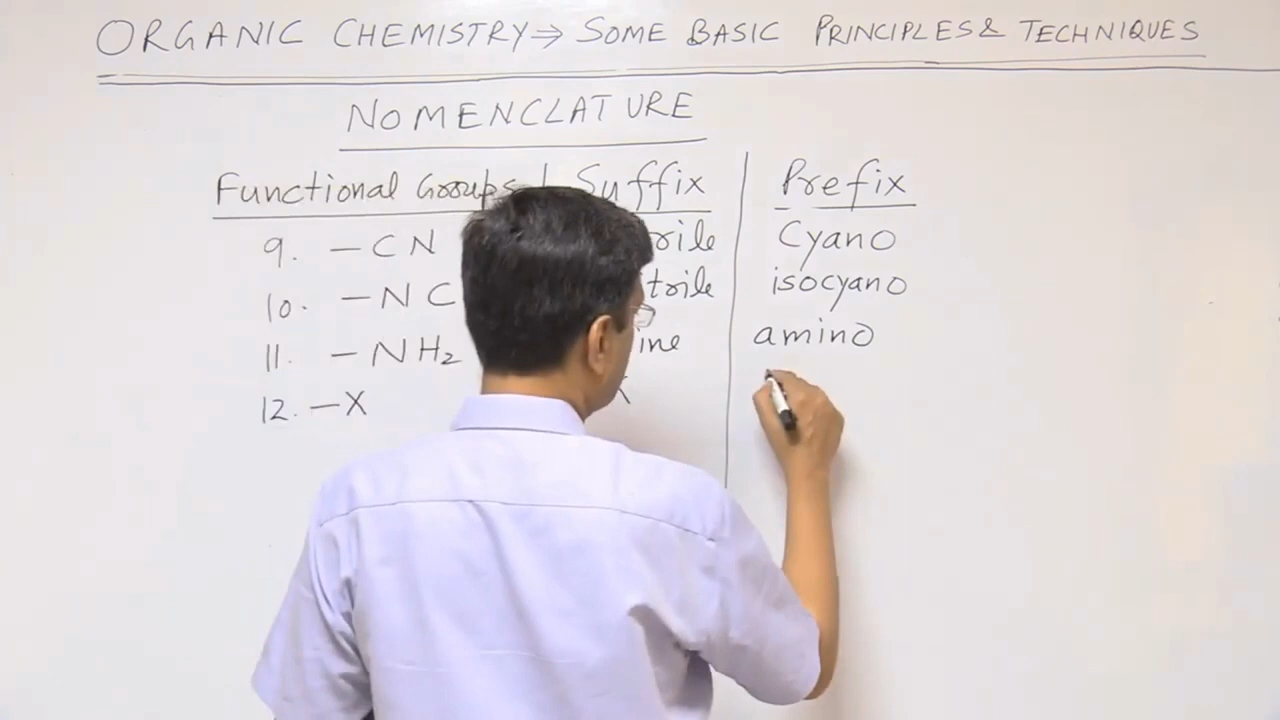 ORGANIC CHEMISTRY⇒ SOME BASIC PRINCIPLES & TECHNIQUES
NOMENCLATURE
Functional Groups | Suffix Prefix
9. –CN Cyano
10. –NC isocyano
11. –NH₂ amino
12. –X